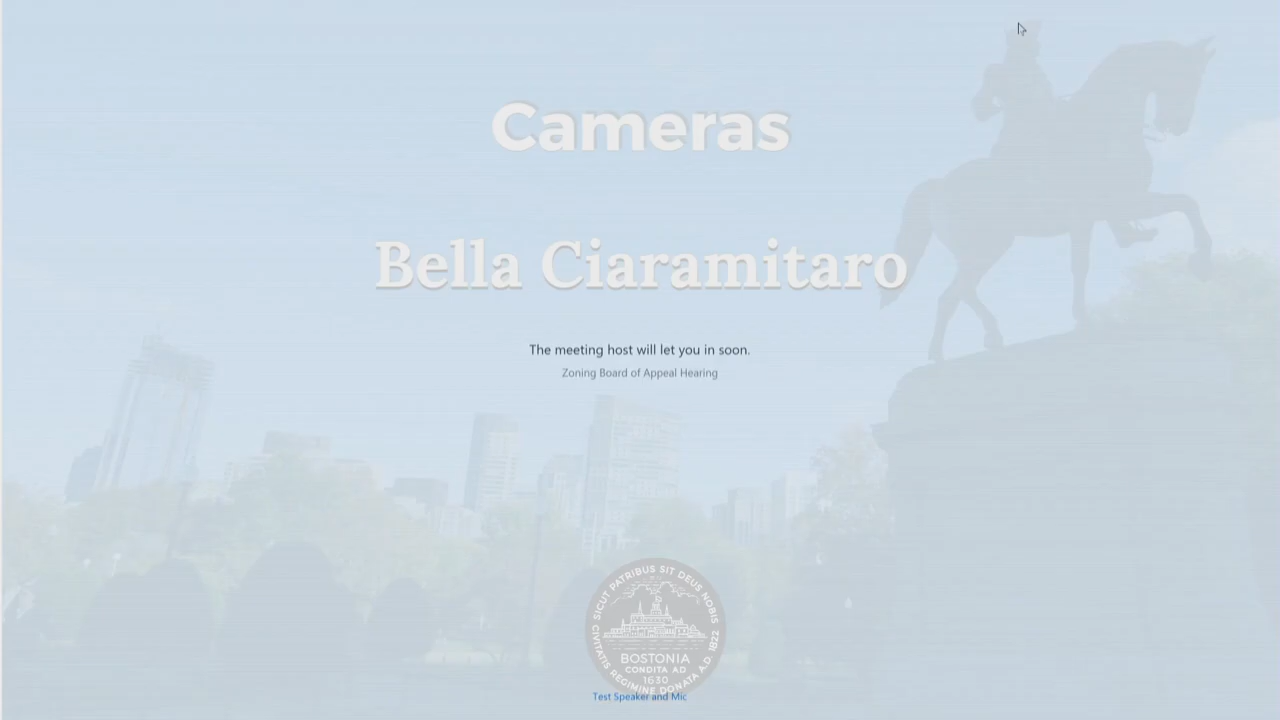 Cameras
Bella Ciaramitaro
The meeting host will let you in soon.
Zoning Board of Appeal Hearing
SICUT PATRIBUS SIT DEUS NOBIS
CIVITATIS REGIMINE DONATA A.D. 1822
BOSTONIA
CONDITA AD
1630
Test Speaker and Mic